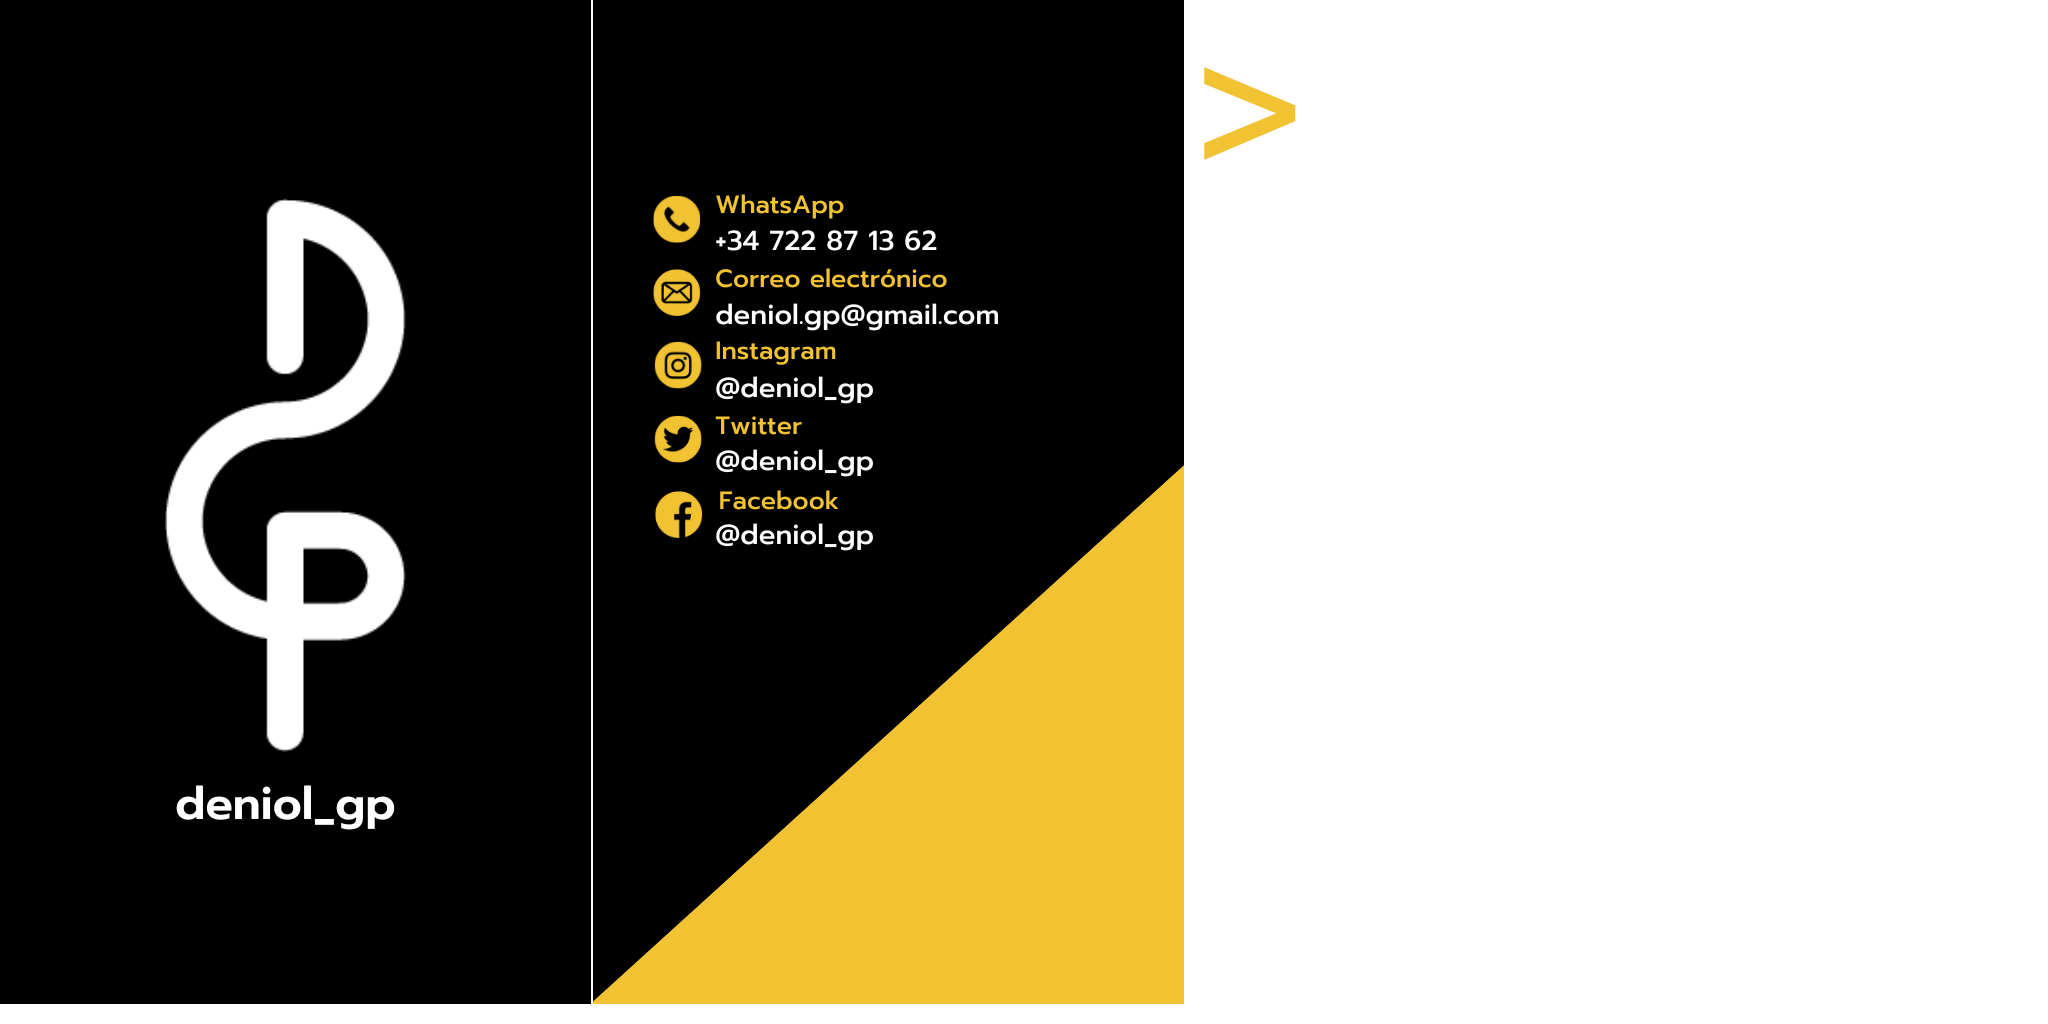 deniol_gp
WhatsApp
+34 722 87 13 62
Correo electrónico
deniol.gp@gmail.com
Instagram
@deniol_gp
Twitter
@deniol_gp
Facebook
@deniol_gp
>